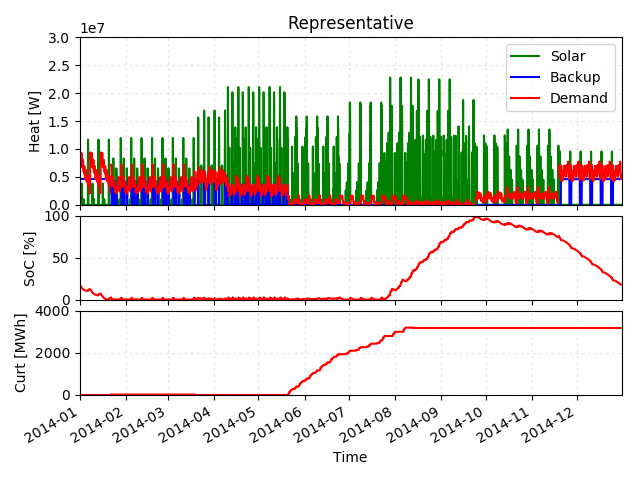 Representative
1e7
3.0
2.5
2.0
1.5
1.0
0.5
0.0
Heat [W]
Solar
Backup
Demand
100
50
0
SoC [%]
4000
2000
0
Curt [MWh]
2014-01
2014-02
2014-03
2014-04
2014-05
2014-06
2014-07
2014-08
2014-09
2014-10
2014-11
2014-12
Time